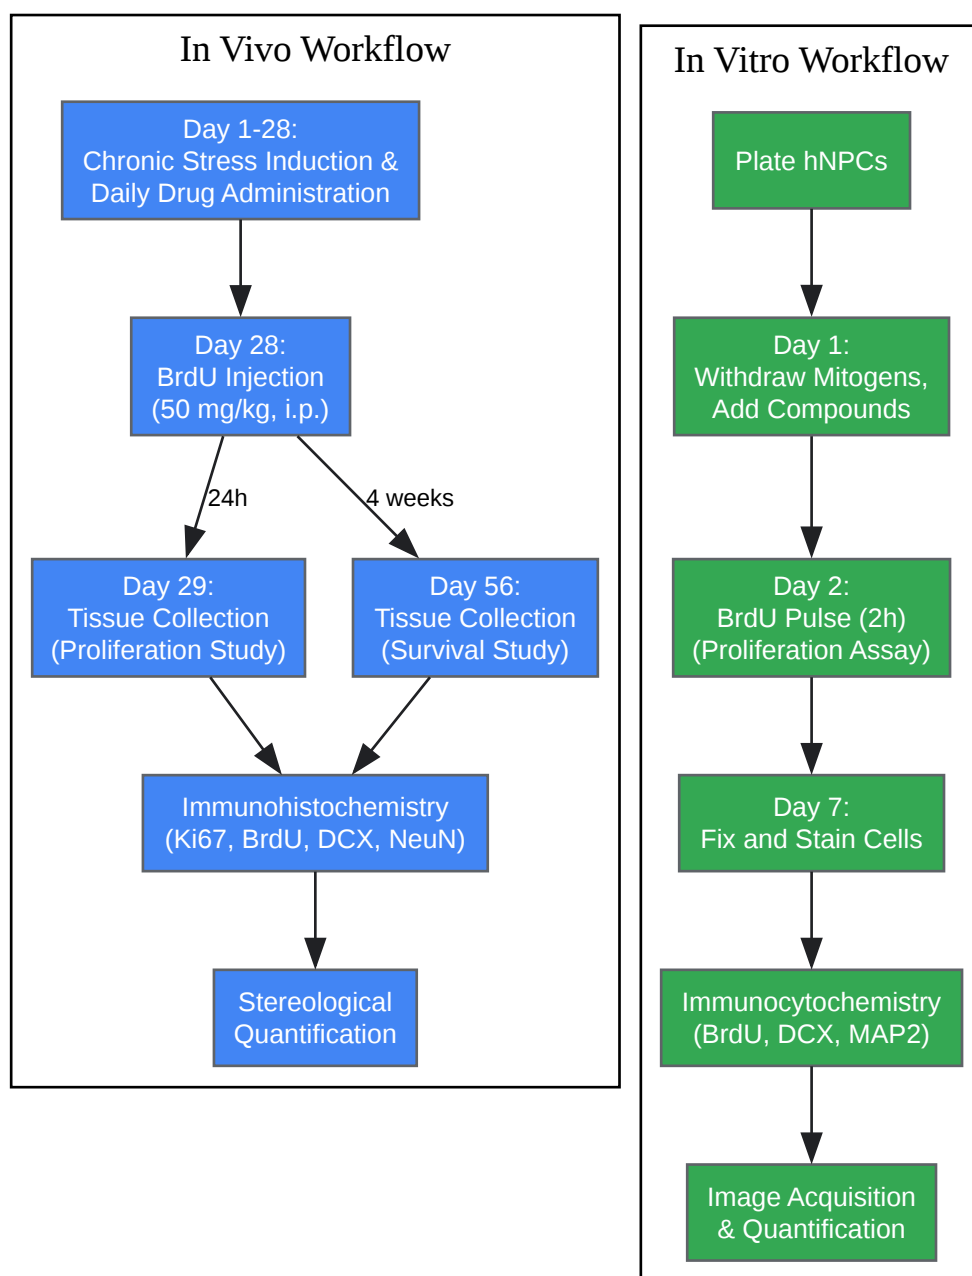 In Vivo Workflow
Day 1-28:
Chronic Stress Induction &
Daily Drug Administration
Day 28:
BrdU Injection
(50 mg/kg, i.p.)
24h
4 weeks
Day 29:
Tissue Collection
(Proliferation Study)
Day 56:
Tissue Collection
(Survival Study)
Immunohistochemistry
(Ki67, BrdU, DCX, NeuN)
Stereological
Quantification
In Vitro Workflow
Plate hNPCs
Day 1:
Withdraw Mitogens,
Add Compounds
Day 2:
BrdU Pulse (2h)
(Proliferation Assay)
Day 7:
Fix and Stain Cells
Immunocytochemistry
(BrdU, DCX, MAP2)
Image Acquisition
& Quantification